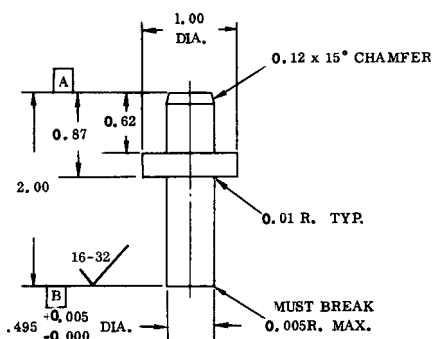 1.00
DIA.
A
0.12 x 15° CHAMFER
0.62
0.87
2.00
0.01 R. TYP.
16-32
B
MUST BREAK
0.005R. MAX.
.495 +0.005 -0.000 DIA.